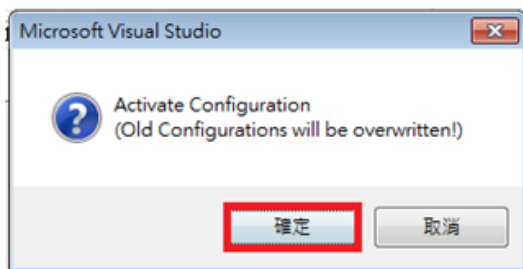 Microsoft Visual Studio
Activate Configuration
(Old Configurations will be overwritten!)
確定
取消